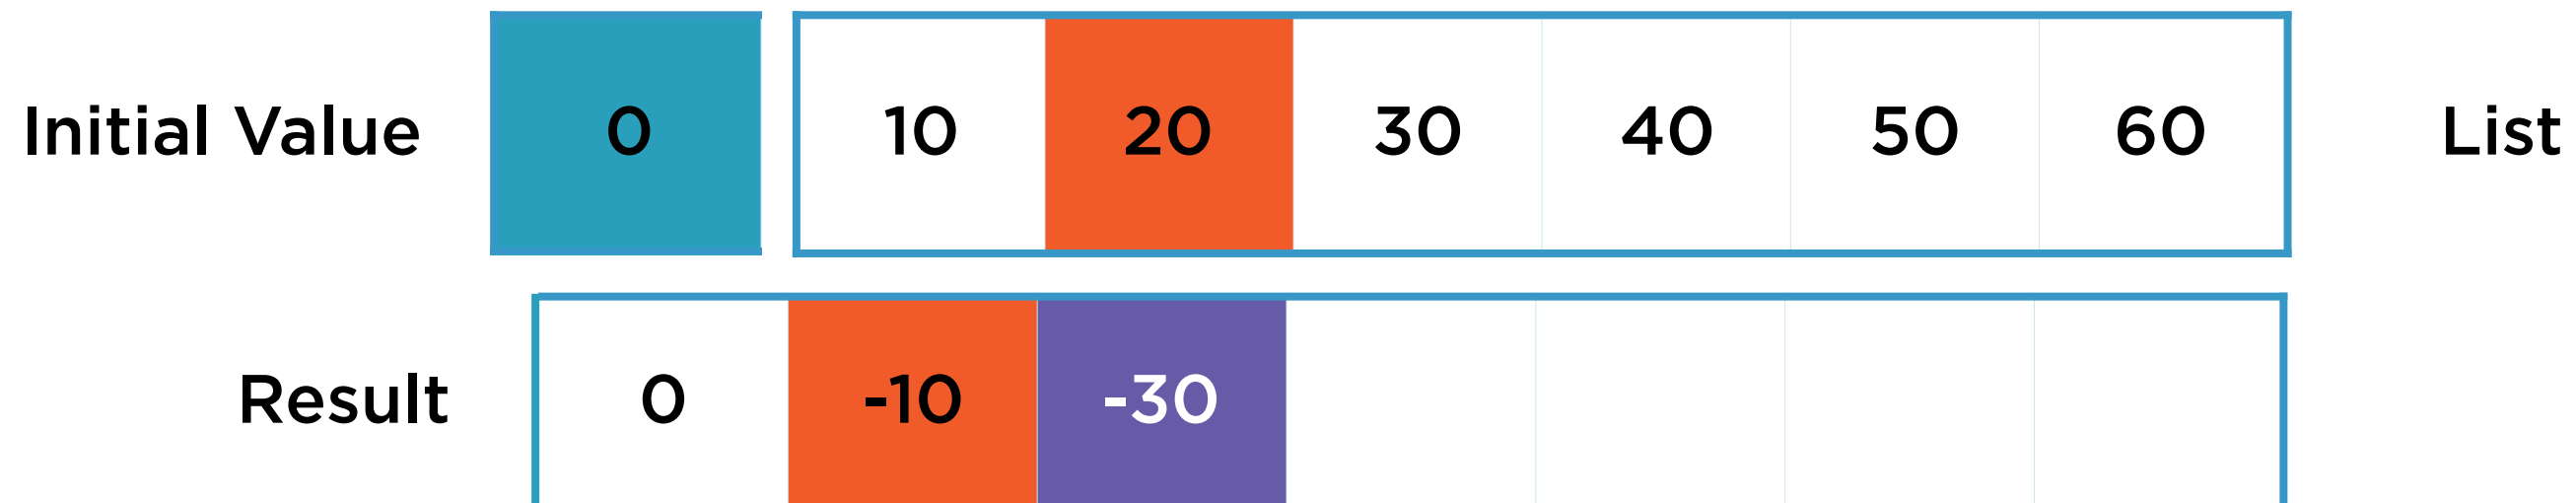 Initial Value 0 10 20 30 40 50 60 List
Result 0 -10 -30